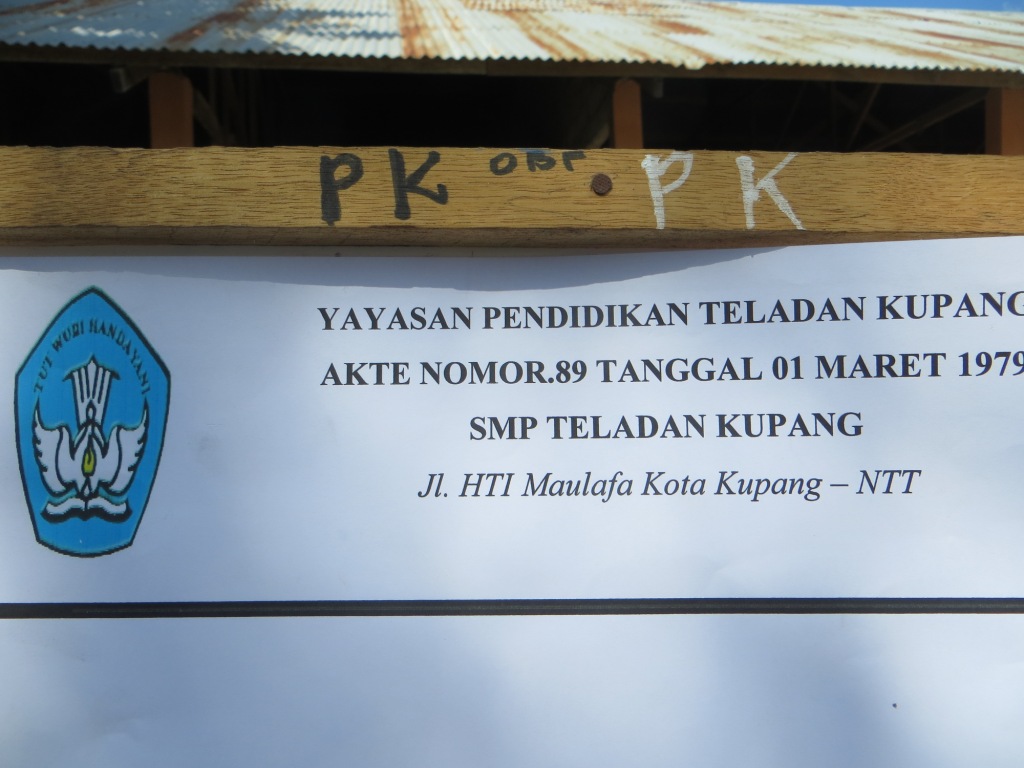 PK OBF PK
TUT WURI HANDAYANI
YAYASAN PENDIDIKAN TELADAN KUPANG
AKTE NOMOR.89 TANGGAL 01 MARET 1979
SMP TELADAN KUPANG
Jl. HTI Maulafa Kota Kupang – NTT